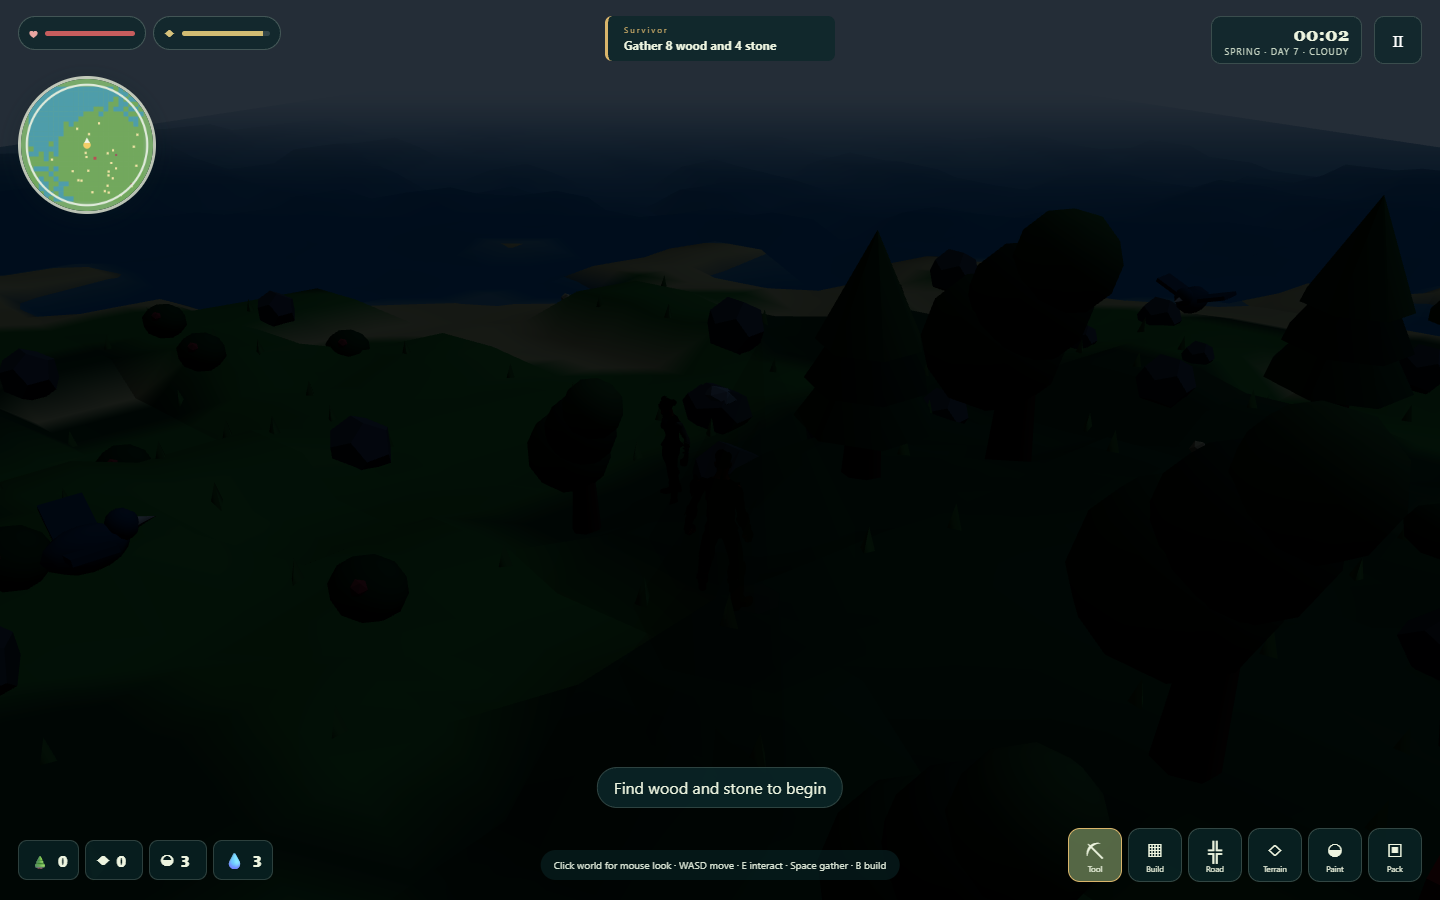 Survivor
Gather 8 wood and 4 stone
00:02
SPRING · DAY 7 · CLOUDY
II
Find wood and stone to begin
0
0
3
3
Click world for mouse look · WASD move · E interact · Space gather · B build
Tool
Build
Road
Terrain
Paint
Pack